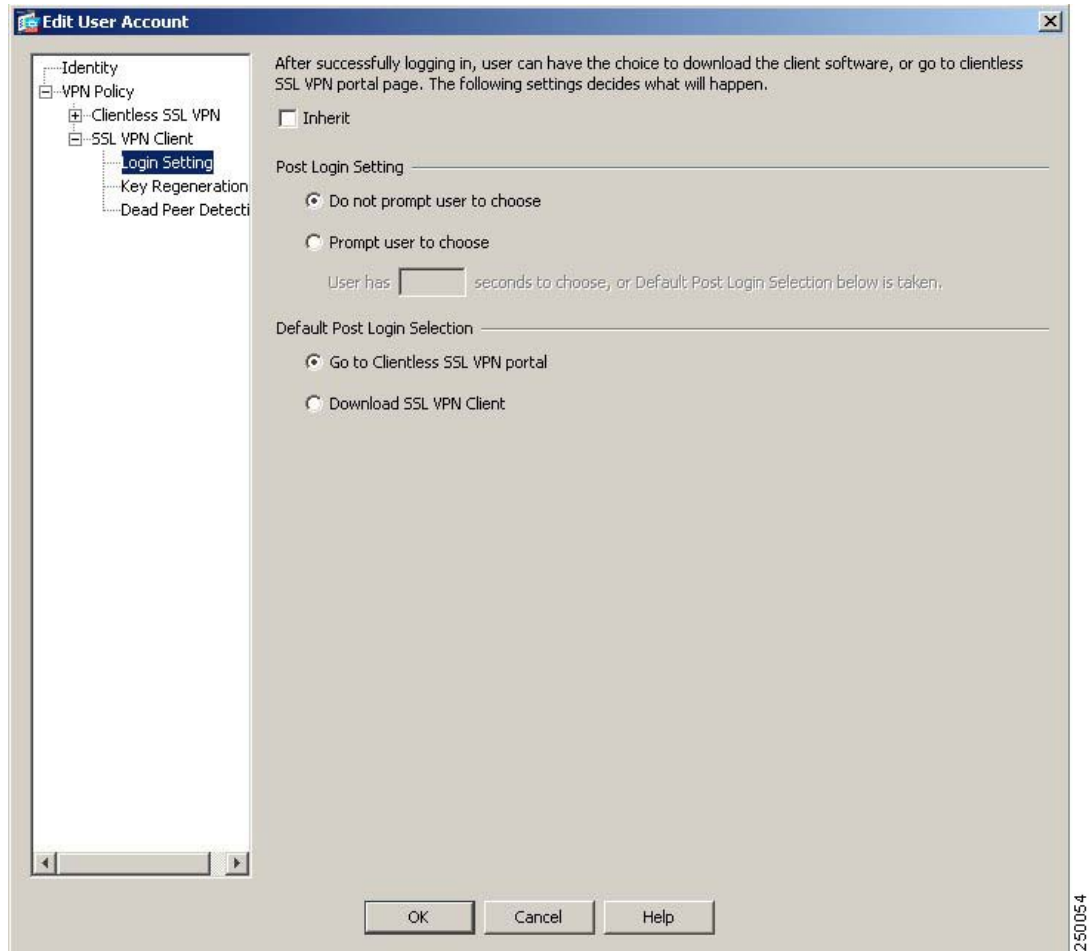 Edit User Account
Identity
VPN Policy
Clientless SSL VPN
SSL VPN Client
Login Setting
Key Regeneration
Dead Peer Detecti
After successfully logging in, user can have the choice to download the client software, or go to clientless
SSL VPN portal page. The following settings decides what will happen.
Inherit
Post Login Setting
Do not prompt user to choose
Prompt user to choose
User has seconds to choose, or Default Post Login Selection below is taken.
Default Post Login Selection
Go to Clientless SSL VPN portal
Download SSL VPN Client
OK Cancel Help
250054